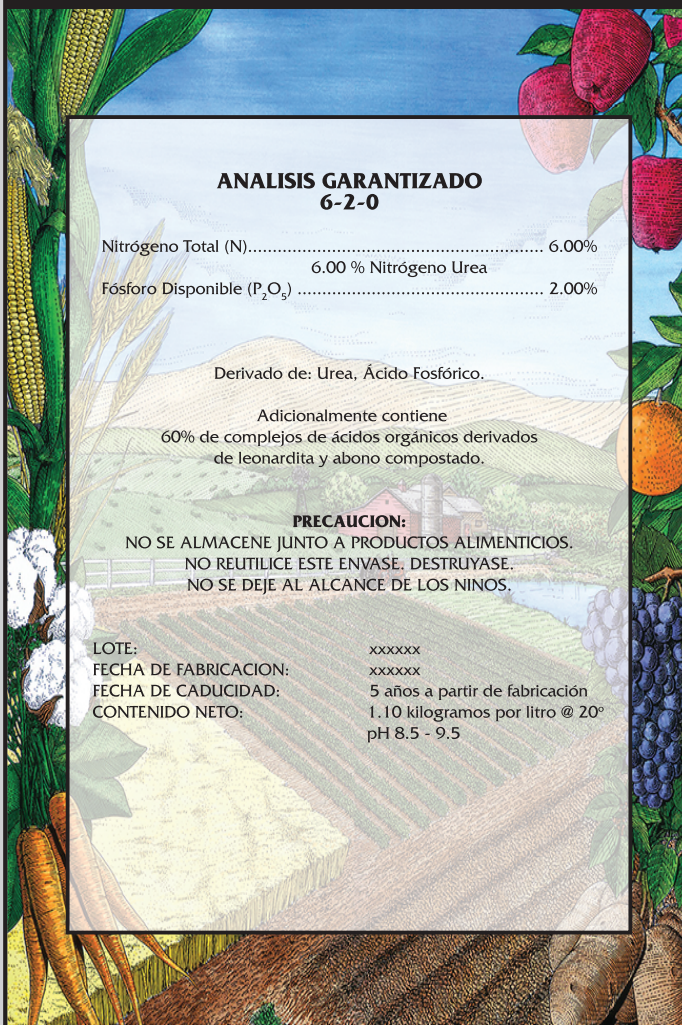 ANALISIS GARANTIZADO
6-2-0
Nitrógeno Total (N)............................................................ 6.00%
6.00 % Nitrógeno Urea
Fósforo Disponible (P₂O₅) .................................................. 2.00%
Derivado de: Urea, Ácido Fosfórico.
Adicionalmente contiene
60% de complejos de ácidos orgánicos derivados
de leonardita y abono compostado.
PRECAUCION:
NO SE ALMACENE JUNTO A PRODUCTOS ALIMENTICIOS.
NO REUTILICE ESTE ENVASE. DESTRUYASE.
NO SE DEJE AL ALCANCE DE LOS NINOS.
LOTE: xxxxxx
FECHA DE FABRICACION: xxxxxx
FECHA DE CADUCIDAD: 5 años a partir de fabricación
CONTENIDO NETO: 1.10 kilogramos por litro @ 20º
pH 8.5 - 9.5